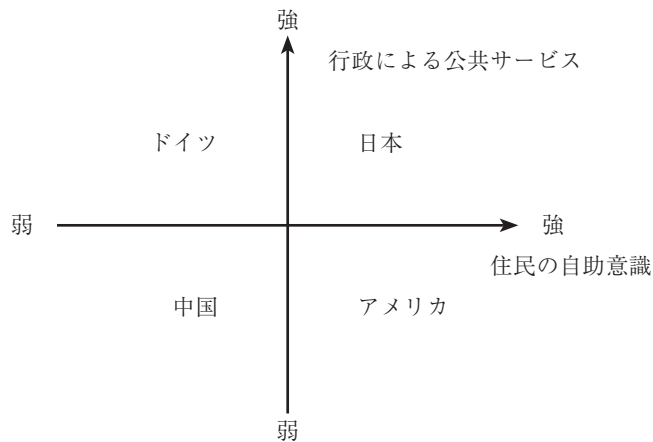 強
行政による公共サービス
ドイツ
日本
弱
強
住民の自助意識
中国
アメリカ
弱